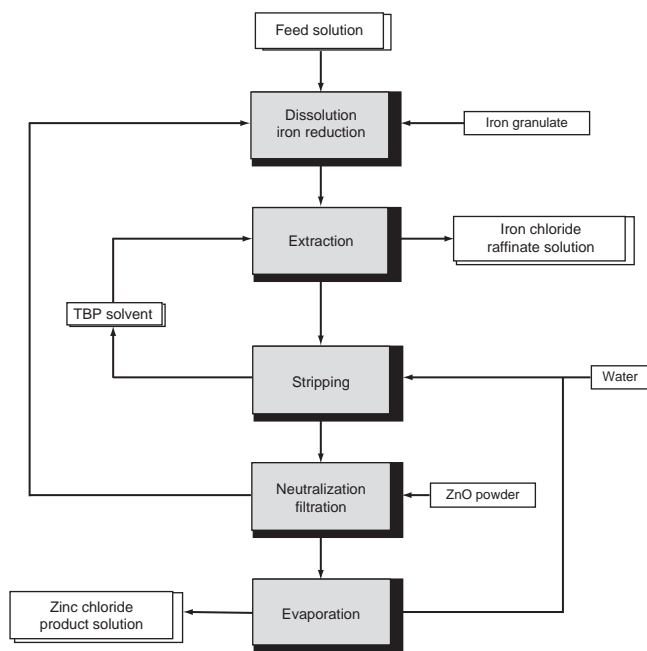 Feed solution
Dissolution
iron reduction
Iron granulate
Extraction
Iron chloride
raffinate solution
TBP solvent
Stripping
Water
Neutralization
filtration
ZnO powder
Zinc chloride
product solution
Evaporation